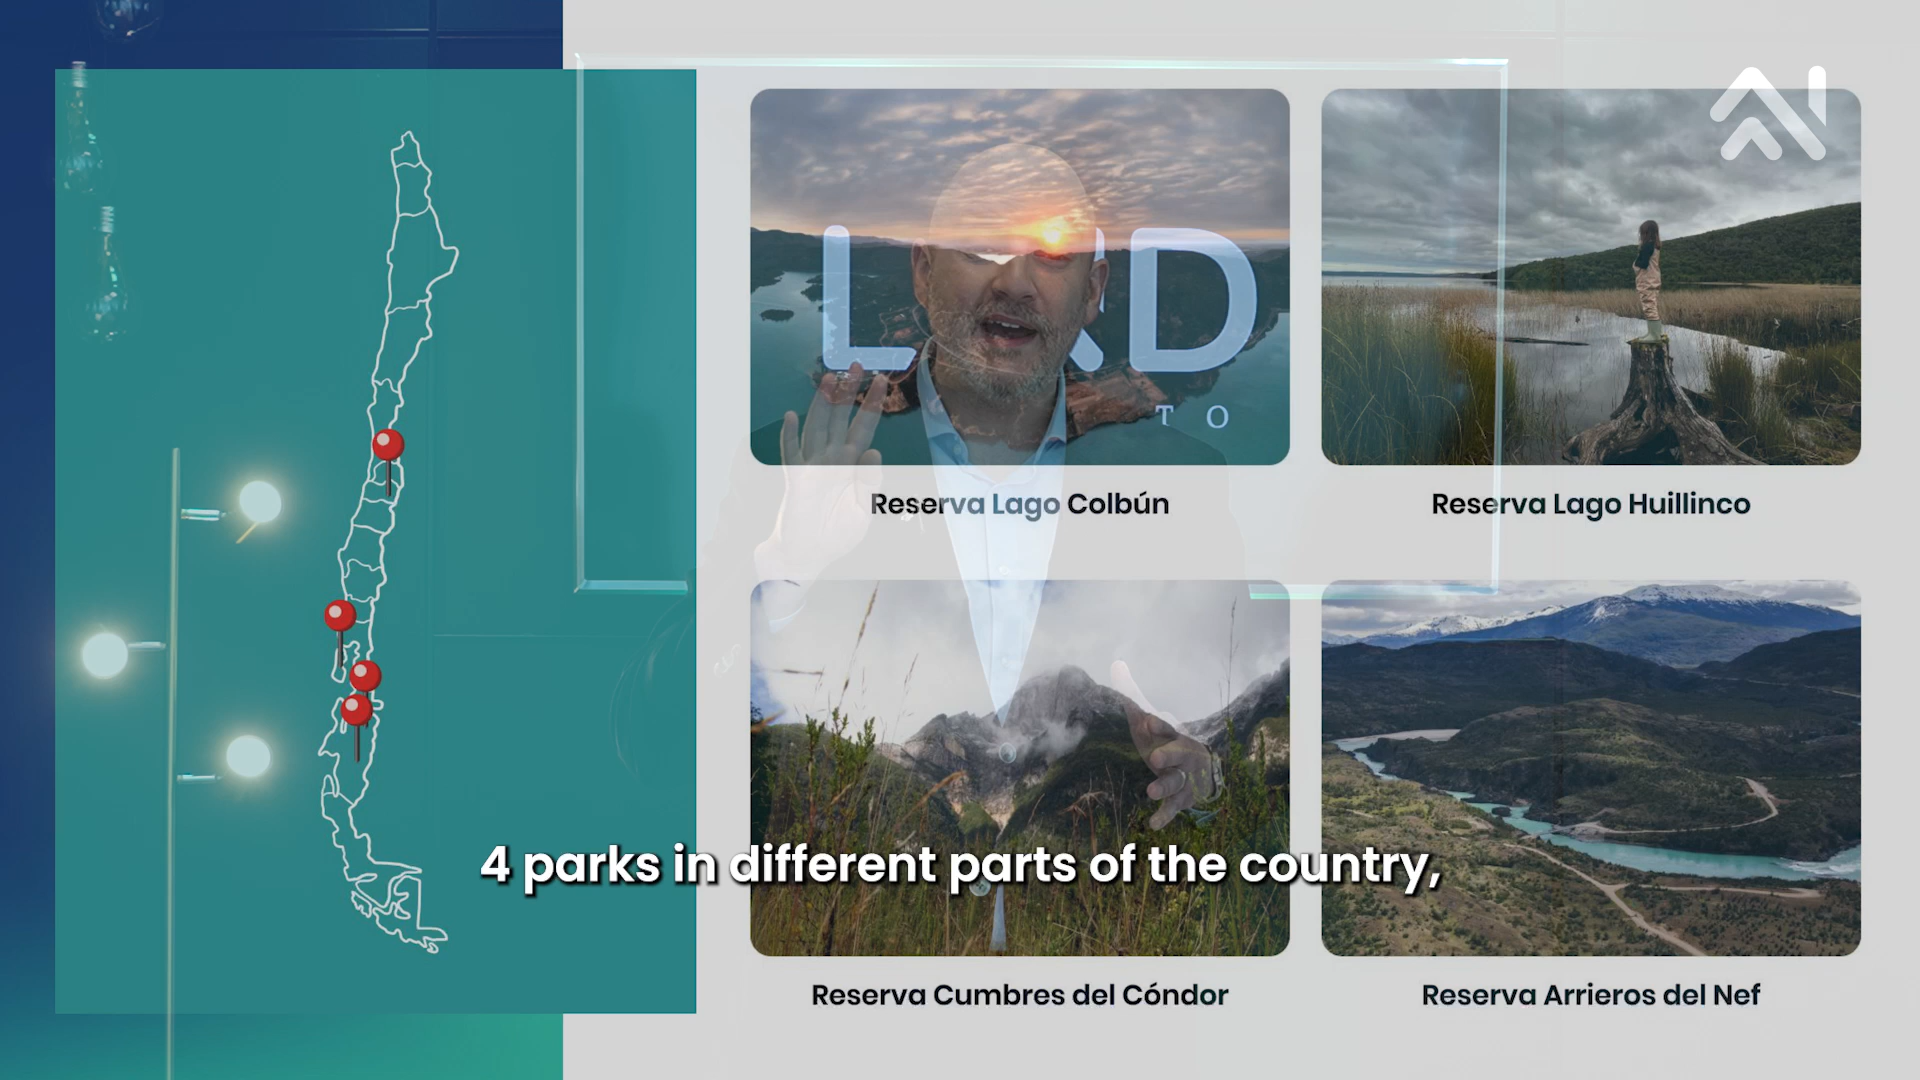 L RD
T O
Reserva Lago Colbún
Reserva Lago Huillinco
Reserva Cumbres del Cóndor
Reserva Arrieros del Nef
4 parks in different parts of the country,